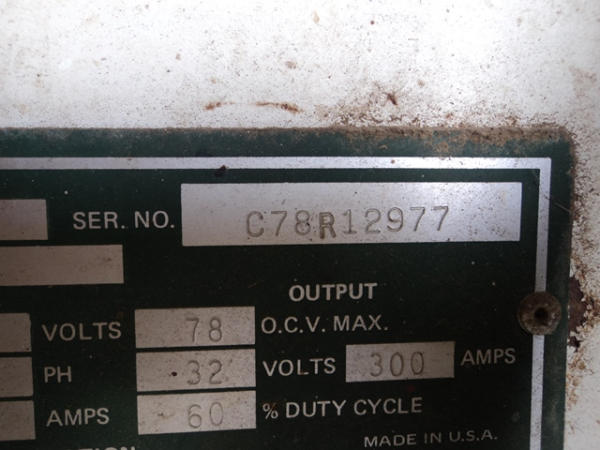 SER. NO. C78R12977
OUTPUT
VOLTS 78 O.C.V. MAX.
PH 32 VOLTS 300 AMPS
AMPS 60 % DUTY CYCLE
MADE IN U.S.A.